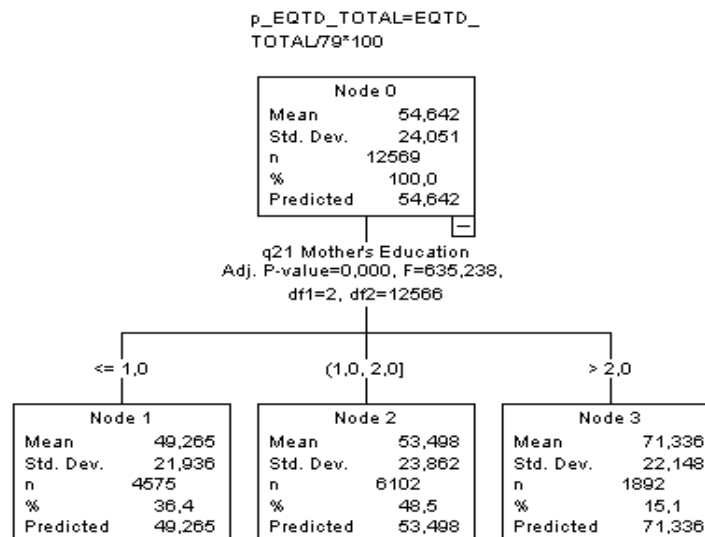 p_EQTD_TOTAL=EQTD_
TOTAL/79*100
Node 0
Mean 54,642
Std. Dev. 24,051
n 12569
% 100,0
Predicted 54,642
q21 Mother's Education
Adj. P-value=0,000, F=635,238,
df1=2, df2=12566
<= 1,0 (1,0, 2,0] > 2,0
Node 1 Node 2 Node 3
Mean 49,265 Mean 53,498 Mean 71,336
Std. Dev. 21,936 Std. Dev. 23,862 Std. Dev. 22,148
n 4575 n 6102 n 1892
% 36,4 % 48,5 % 15,1
Predicted 49,265 Predicted 53,498 Predicted 71,336